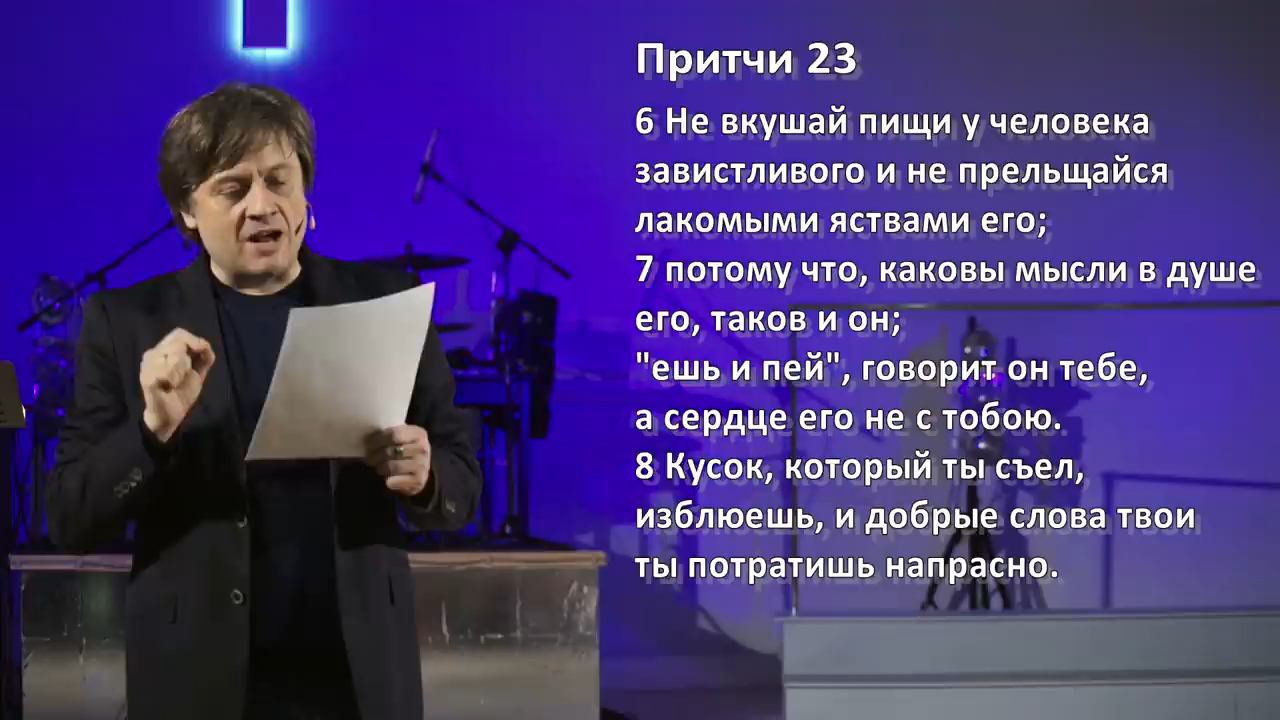 Притчи 23
6 Не вкушай пищи у человека
завистливого и не прельщайся
лакомыми яствами его;
7 потому что, каковы мысли в душе
его, таков и он;
"ешь и пей", говорит он тебе,
а сердце его не с тобою.
8 Кусок, который ты съел,
изблюешь, и добрые слова твои
ты потратишь напрасно.